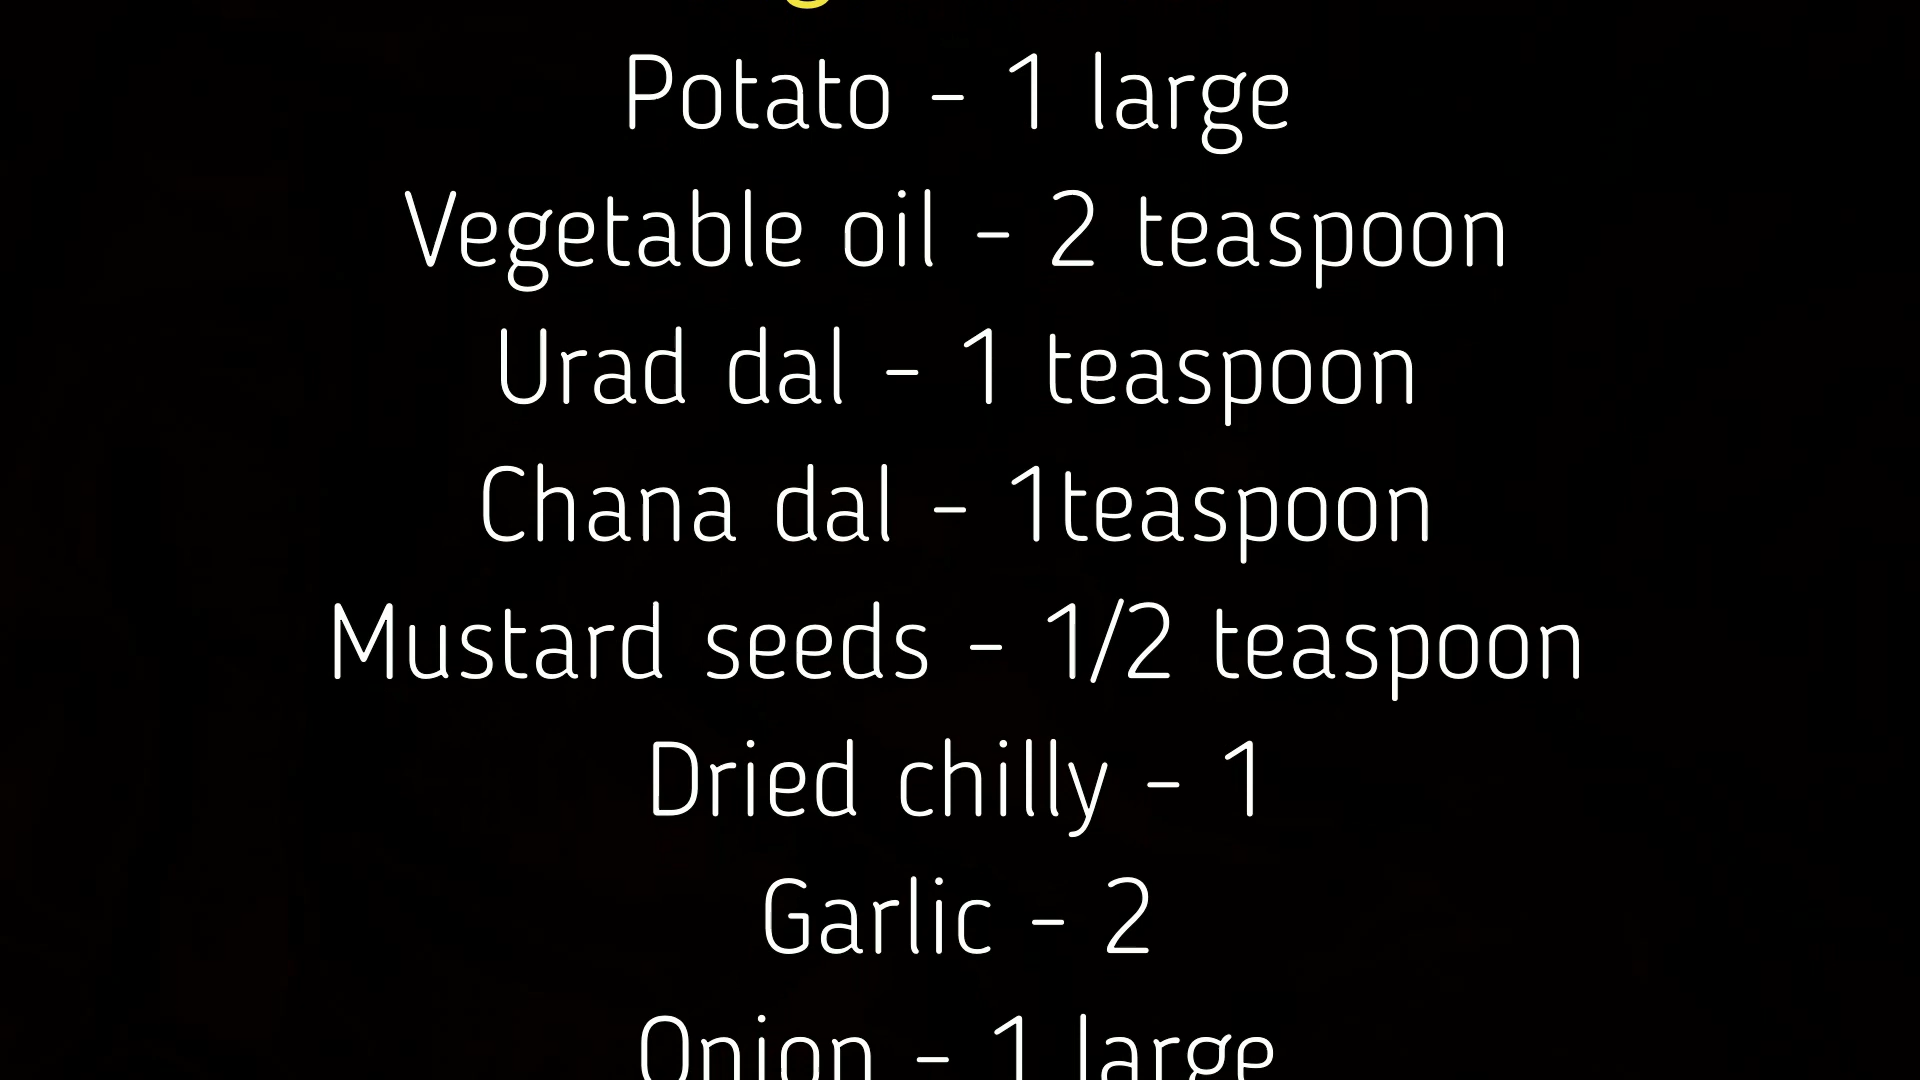 Potato - 1 large
Vegetable oil - 2 teaspoon
Urad dal - 1 teaspoon
Chana dal - 1teaspoon
Mustard seeds - 1/2 teaspoon
Dried chilly - 1
Garlic - 2
Onion - 1 large